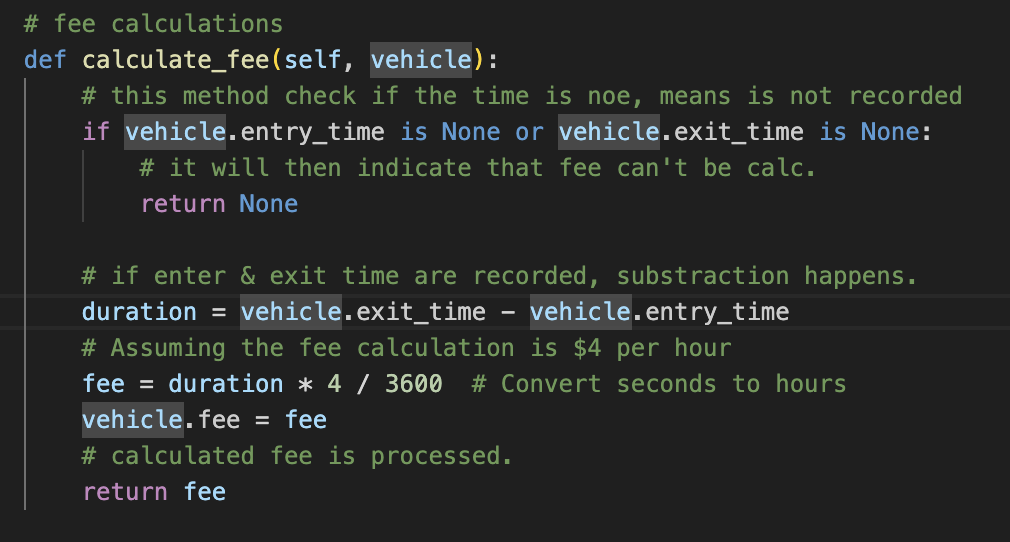 # fee calculations
def calculate_fee(self, vehicle):
# this method check if the time is noe, means is not recorded
if vehicle.entry_time is None or vehicle.exit_time is None:
# it will then indicate that fee can't be calc.
return None
# if enter & exit time are recorded, substraction happens.
duration = vehicle.exit_time - vehicle.entry_time
# Assuming the fee calculation is $4 per hour
fee = duration * 4 / 3600  # Convert seconds to hours
vehicle.fee = fee
# calculated fee is processed.
return fee